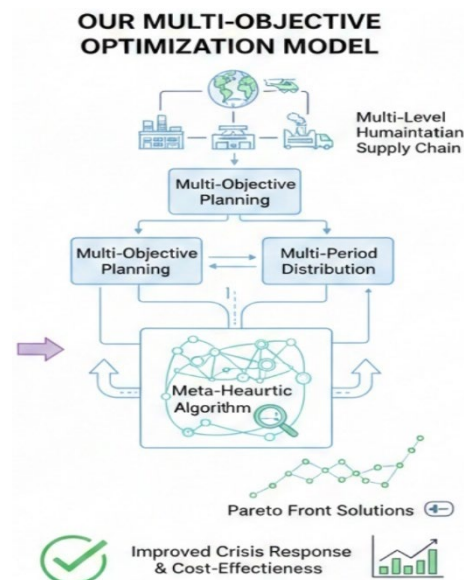 OUR MULTI-OBJECTIVE
OPTIMIZATION MODEL
Multi-Level
Humaintatian
Supply Chain
Multi-Objective
Planning
Multi-Objective
Planning
Multi-Period
Distribution
Meta-Heaurtic
Algorithm
Pareto Front Solutions
Improved Crisis Response
& Cost-Effectieness